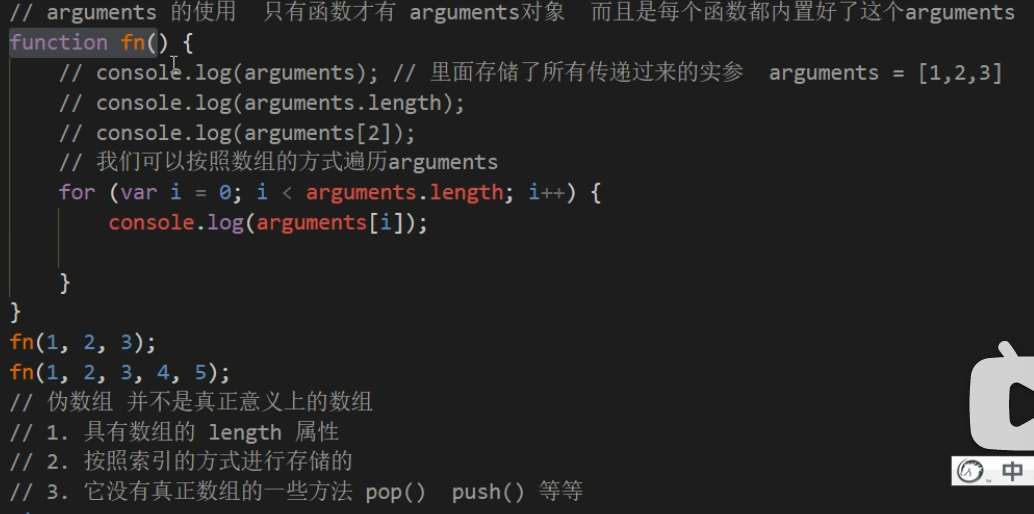 // arguments 的使用  只有函数才有 arguments对象  而且是每个函数都内置好了这个arguments
function fn() {
    // console.log(arguments); // 里面存储了所有传递过来的实参  arguments = [1,2,3]
    // console.log(arguments.length);
    // console.log(arguments[2]);
    // 我们可以按照数组的方式遍历arguments
    for (var i = 0; i < arguments.length; i++) {
        console.log(arguments[i]);
    }
}
fn(1, 2, 3);
fn(1, 2, 3, 4, 5);
// 伪数组 并不是真正意义上的数组
// 1. 具有数组的 length 属性
// 2. 按照索引的方式进行存储的
// 3. 它没有真正数组的一些方法 pop()  push() 等等
中